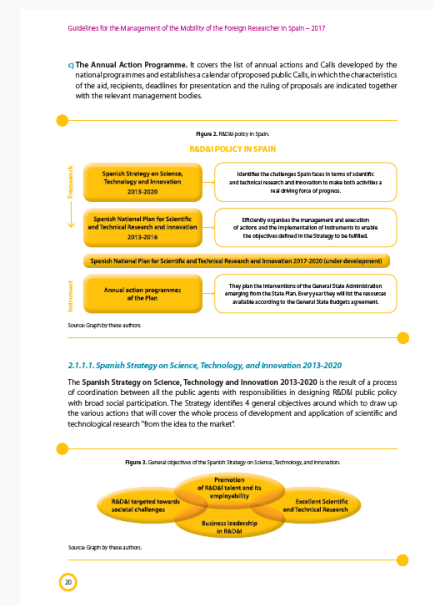 Guidelines for the Management of the Mobility of the Foreign Researcher in Spain – 2017
c) The Annual Action Programme. It covers the list of annual actions and Calls developed by the
national programmes and establishes a calendar of proposed public Calls, in which the characteristics
of the aid, recipients, deadlines for presentation and the ruling of proposals are indicated together
with the relevant management bodies.
Figure 2. R&D&I policy in Spain.
R&D&I POLICY IN SPAIN
Framework
Spanish Strategy on Science,
Technology and Innovation
2013-2020
Identifies the challenges Spain faces in terms of scientific
and technical research and innovation to make both activities a
real driving force of progress.
Spanish National Plan for Scientific
and Technical Research and Innovation
2013-2016
Efficiently organises the management and execution
of actions and the implementation of instruments to enable
the objectives defined in the Strategy to be fulfilled.
Spanish National Plan for Scientific and Technical Research and Innovation 2017-2020 (under development)
Instrument
Annual action programmes
of the Plan
They plan the interventions of the General State Administration
emerging from the State Plan. Every year they will list the resources
available according to the General State Budgets agreement.
Source: Graph by these authors.
2.1.1.1. Spanish Strategy on Science, Technology, and Innovation 2013-2020
The Spanish Strategy on Science, Technology and Innovation 2013-2020 is the result of a process
of coordination between all the public agents with responsibilities in designing R&D&I public policy
with broad social participation. The Strategy identifies 4 general objectives around which to draw up
the various actions that will cover the whole process of development and application of scientific and
technological research "from the idea to the market".
Figure 3. General objectives of the Spanish Strategy on Science, Technology, and Innovation.
Promotion
of R&D&I talent and its
employability
R&D&I targeted towards
societal challenges
Excellent Scientific
and Technical Research
Business leadership
in R&D&I
Source: Graph by these authors.
20